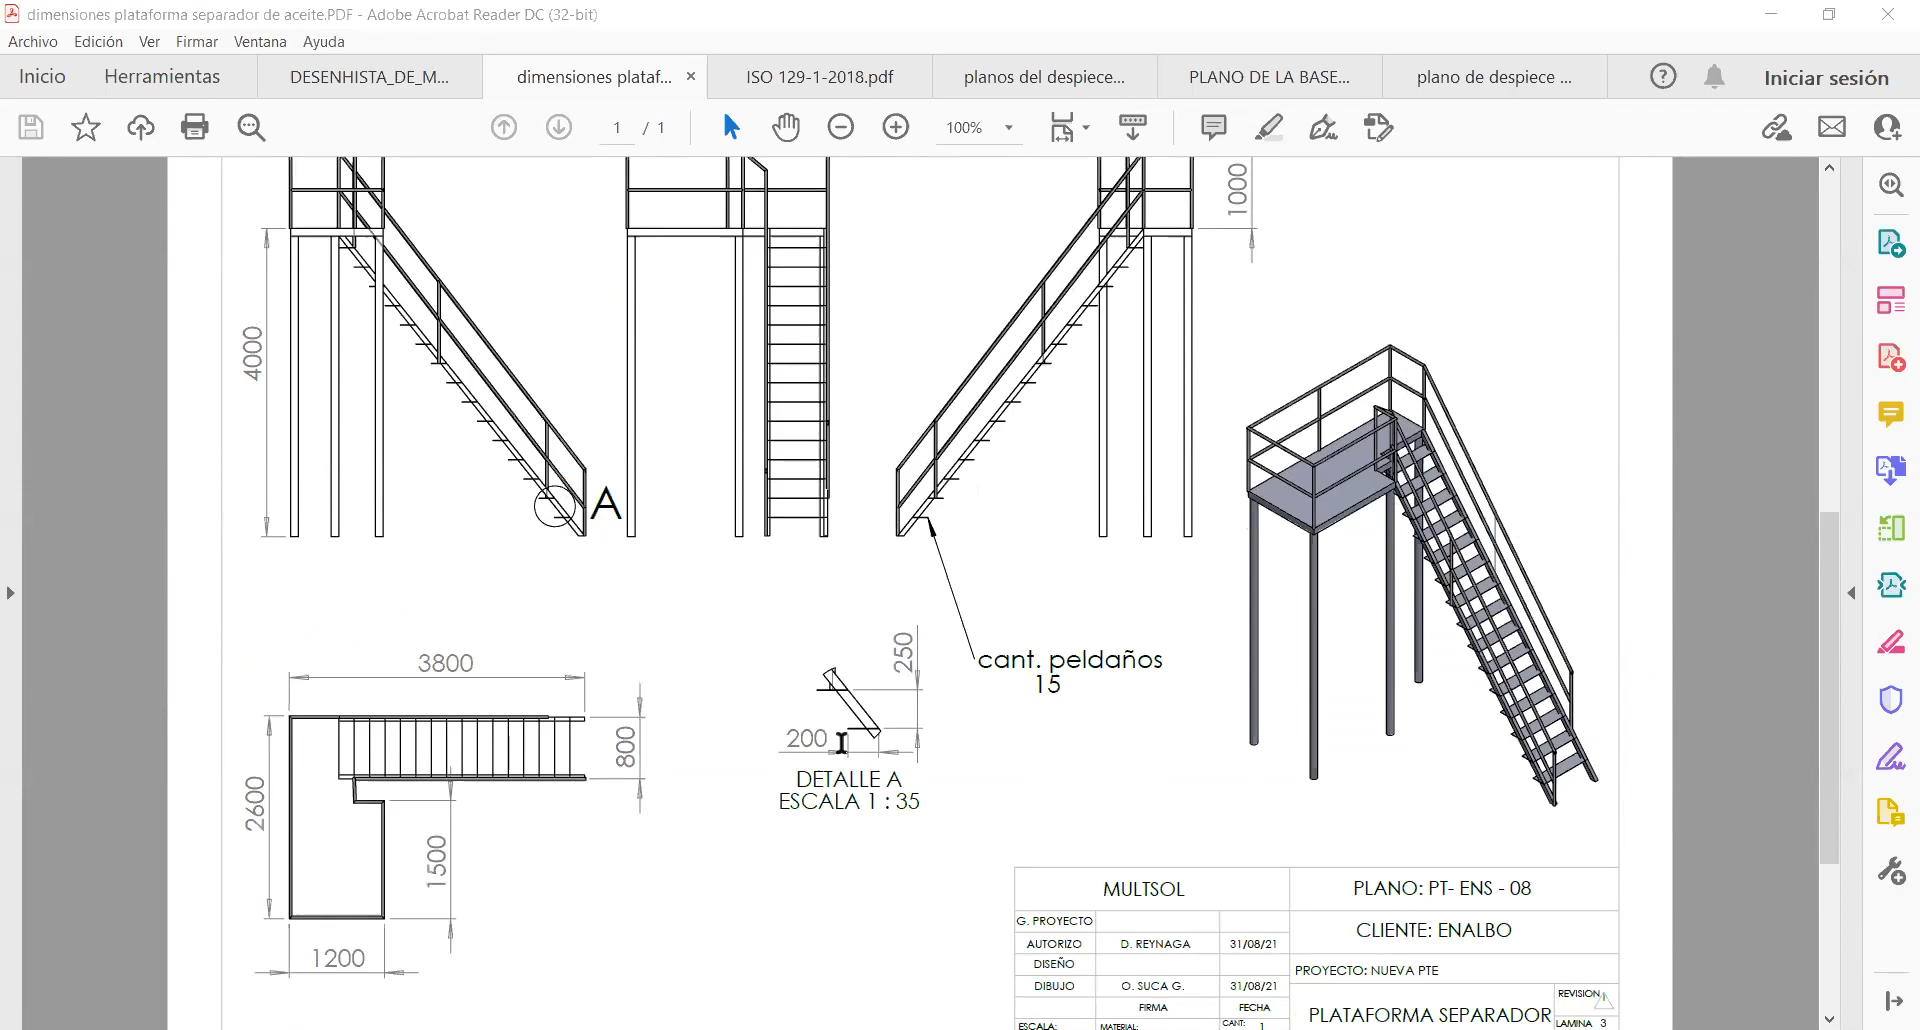 dimensiones plataforma separador de aceite.PDF - Adobe Acrobat Reader DC (32-bit)
Archivo Edición Ver Firmar Ventana Ayuda
Inicio Herramientas DESENHISTA_DE_M... dimensiones plataf... × ISO 129-1-2018.pdf planos del despiece... PLANO DE LA BASE... plano de despiece ... Iniciar sesión
1 / 1 100%
1000
4000
A
cant. peldaños
15
3800
2600
800
1500
1200
250
200
DETALLE A
ESCALA 1 : 35
MULTSOL
PLANO: PT- ENS - 08
G. PROYECTO
CLIENTE: ENALBO
AUTORIZO D. REYNAGA 31/08/21
DISEÑO
PROYECTO: NUEVA PTE
DIBUJO O. SUCA G. 31/08/21
REVISION
FIRMA FECHA
PLATAFORMA SEPARADOR
ESCALA: MATERIAL: CANT: 1
LAMINA 3